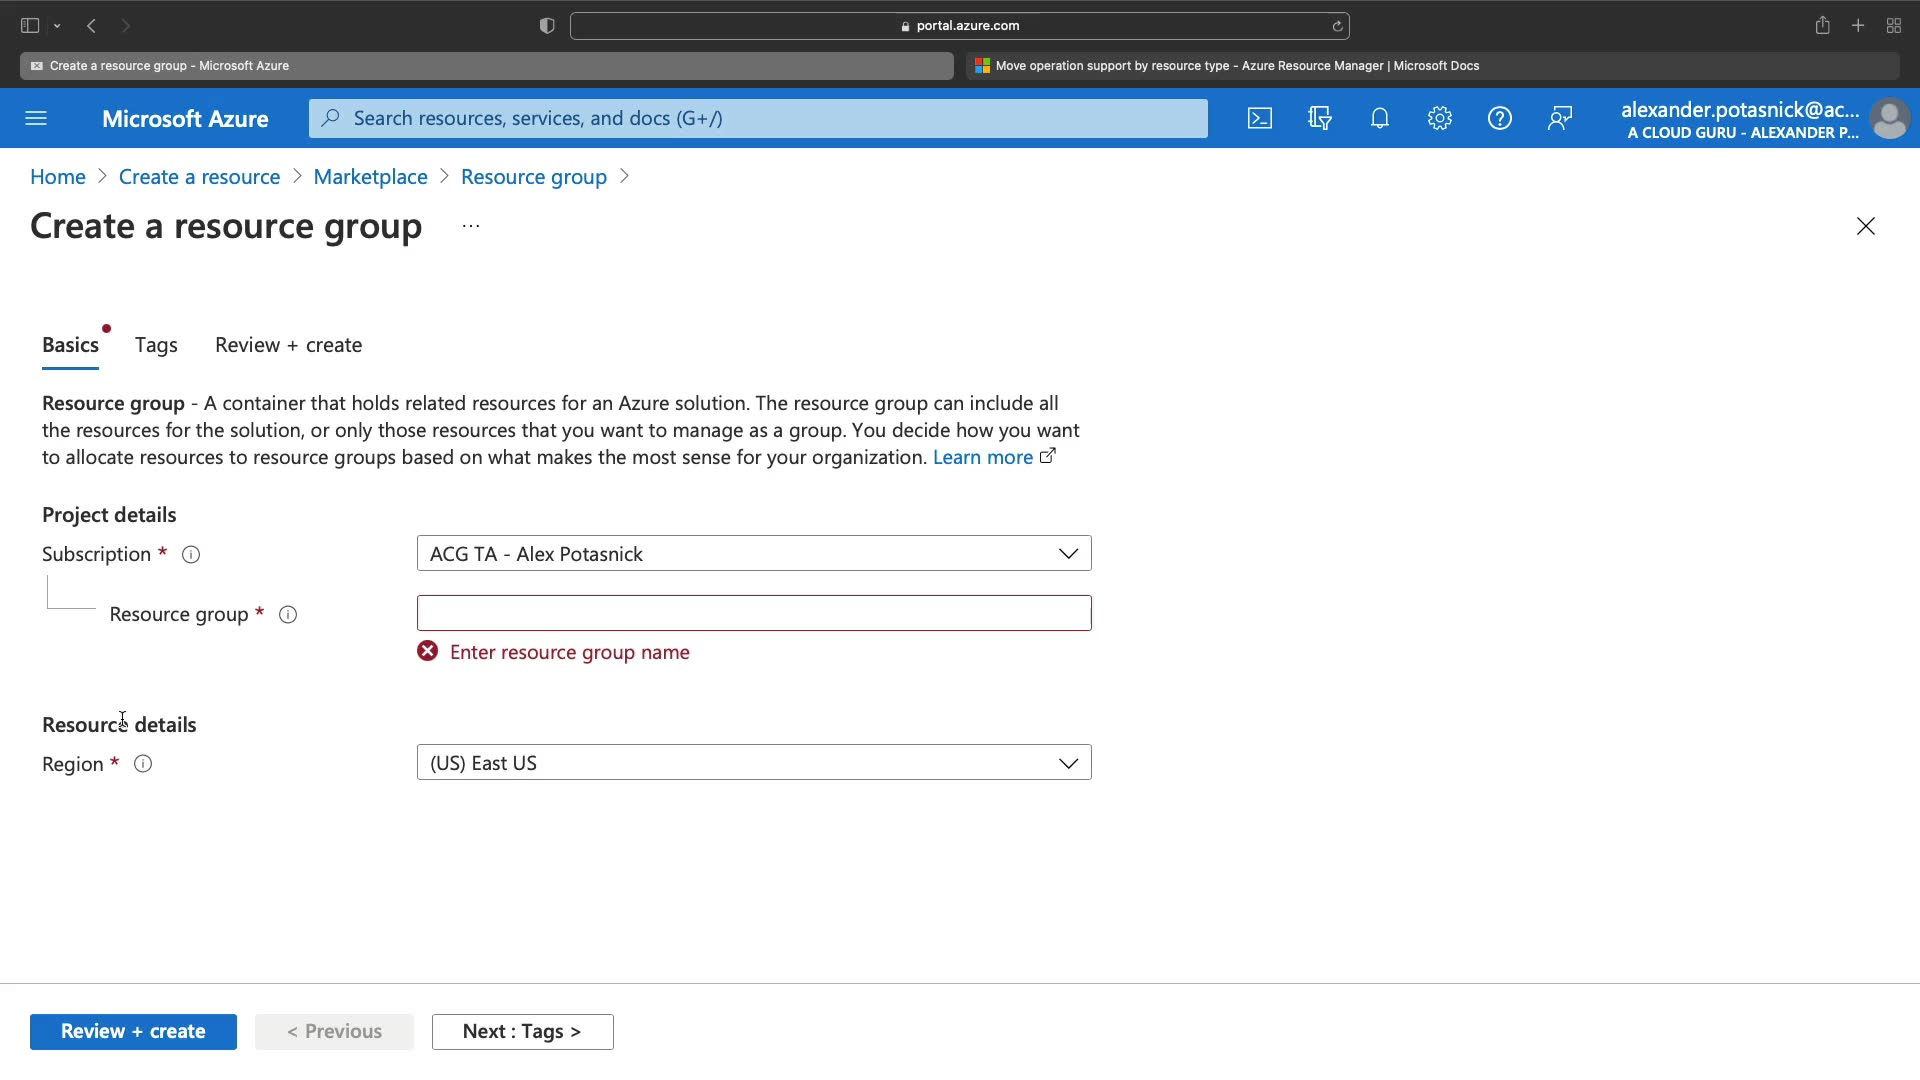 portal.azure.com
Create a resource group - Microsoft Azure
Move operation support by resource type - Azure Resource Manager | Microsoft Docs
Microsoft Azure
Search resources, services, and docs (G+/)
alexander.potasnick@ac...
A CLOUD GURU - ALEXANDER P...
Home > Create a resource > Marketplace > Resource group >
Create a resource group ...
Basics Tags Review + create
Resource group - A container that holds related resources for an Azure solution. The resource group can include all
the resources for the solution, or only those resources that you want to manage as a group. You decide how you want
to allocate resources to resource groups based on what makes the most sense for your organization. Learn more
Project details
Subscription * ACG TA - Alex Potasnick
Resource group *
Enter resource group name
Resource details
Region * (US) East US
Review + create < Previous Next : Tags >